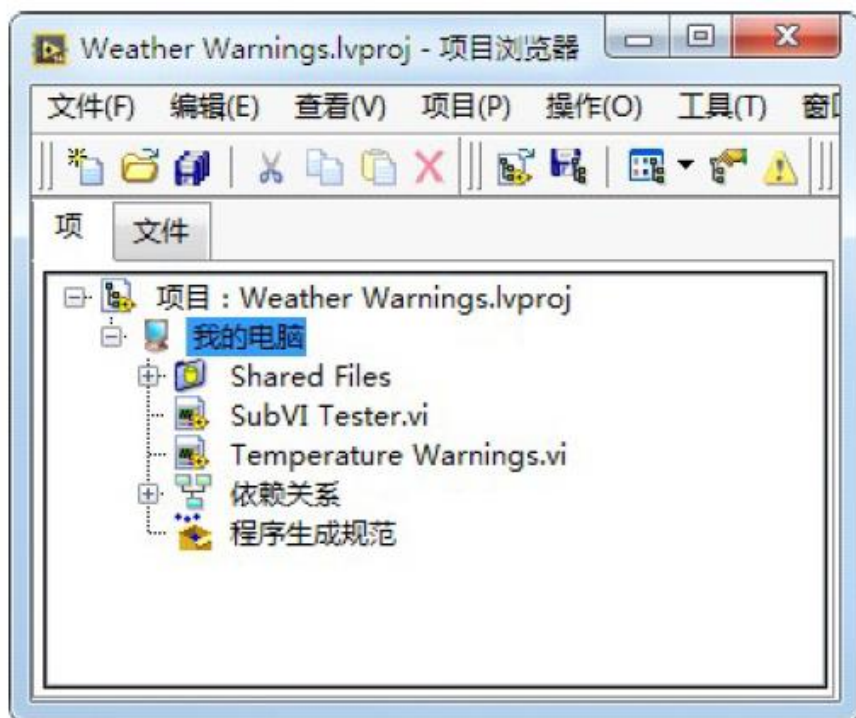 Weather Warnings.lvproj - 项目浏览器
文件(F) 编辑(E) 查看(V) 项目(P) 操作(O) 工具(T)
项 文件
项目：Weather Warnings.lvproj
我的电脑
Shared Files
SubVI Tester.vi
Temperature Warnings.vi
依赖关系
程序生成规范